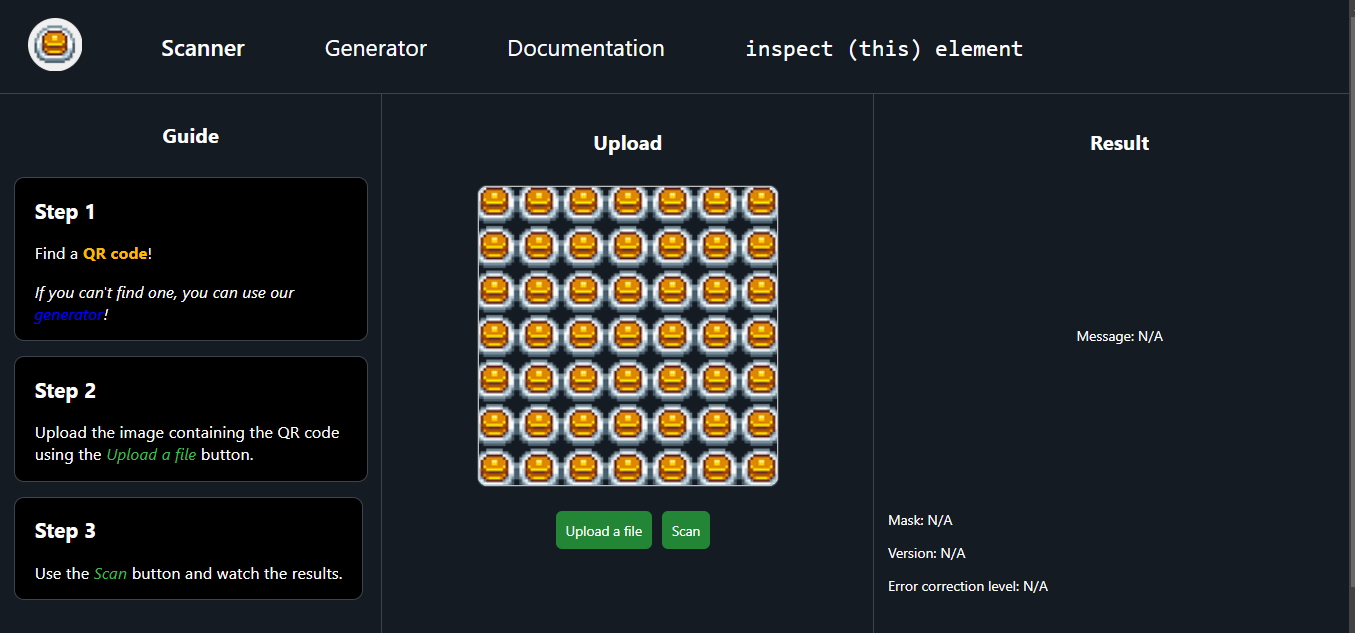 Scanner
Generator
Documentation
inspect (this) element
Guide
Step 1
Find a QR code!
If you can't find one, you can use our
generator!
Step 2
Upload the image containing the QR code
using the Upload a file button.
Step 3
Use the Scan button and watch the results.
Upload
Upload a file
Scan
Result
Message: N/A
Mask: N/A
Version: N/A
Error correction level: N/A